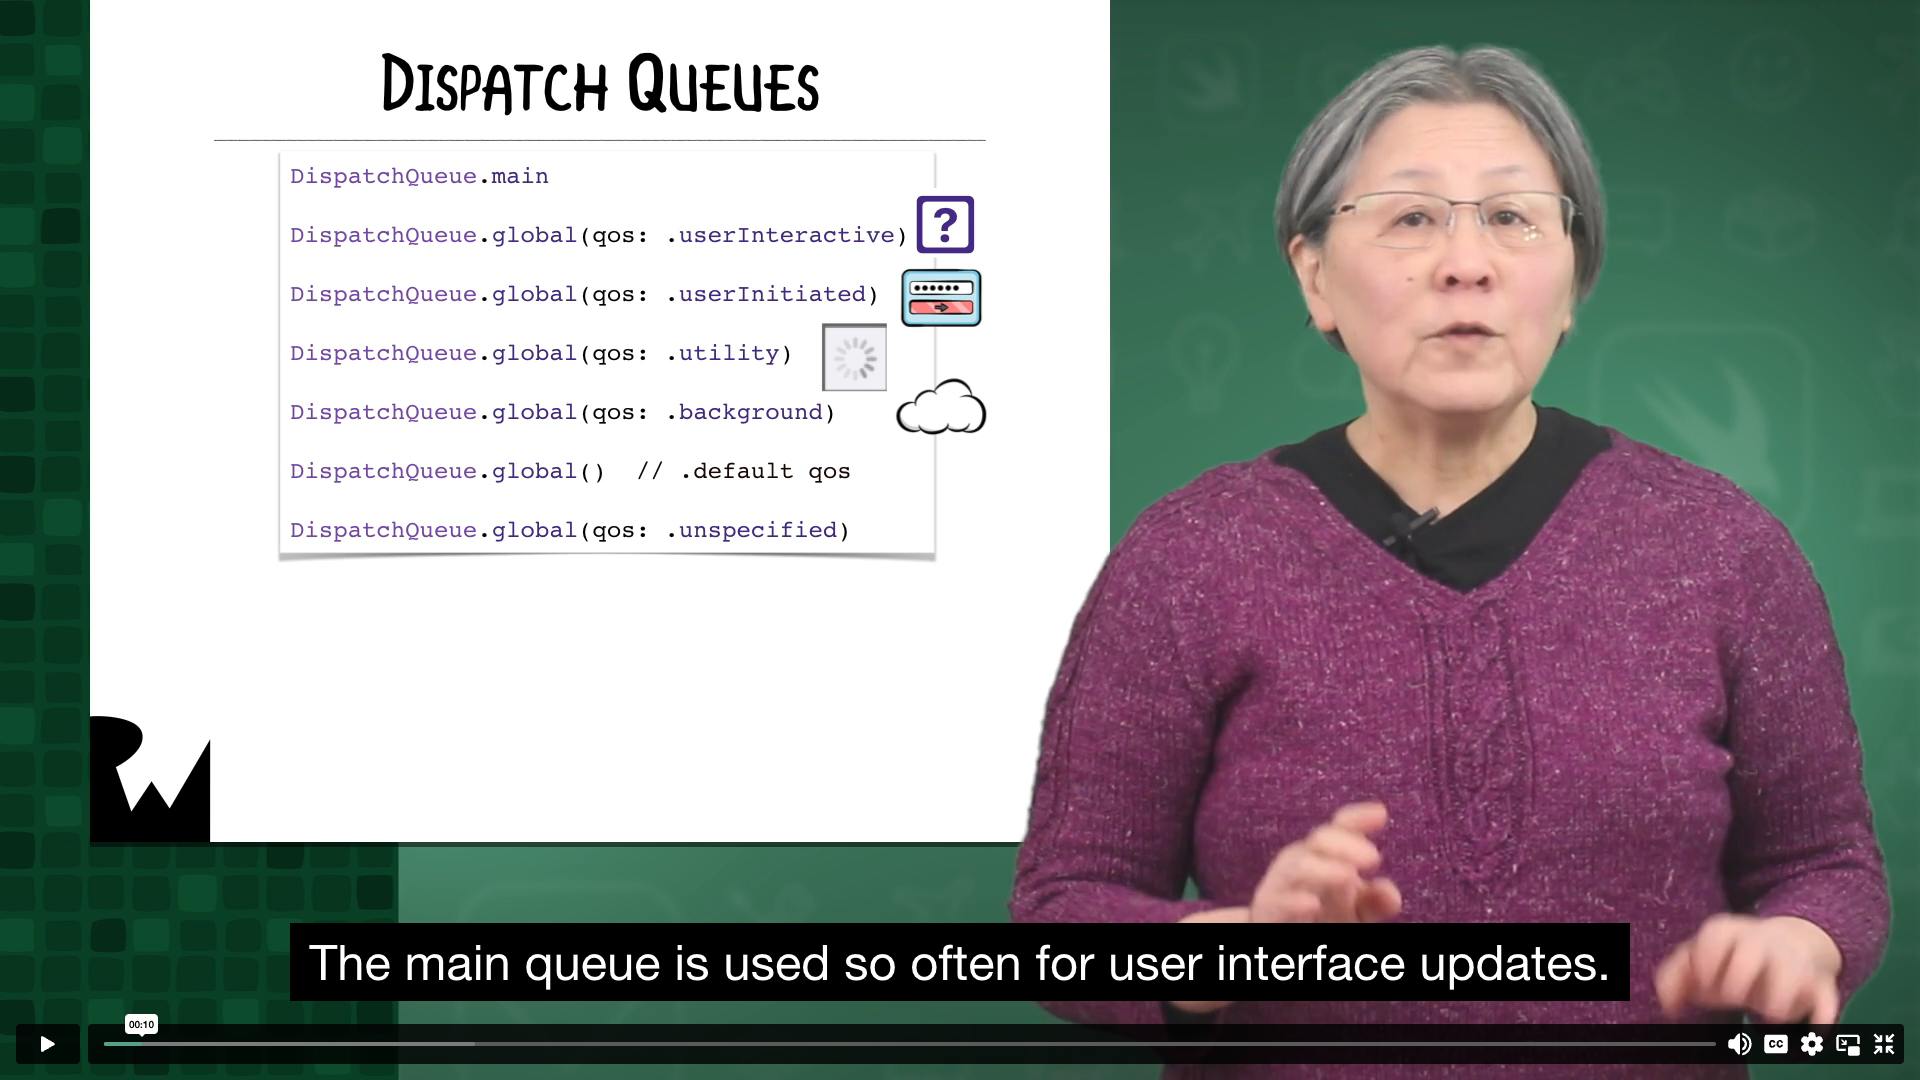 DISPATCH QUEUES
DispatchQueue.main
DispatchQueue.global(qos: .userInteractive)
?
DispatchQueue.global(qos: .userInitiated)
DispatchQueue.global(qos: .utility)
DispatchQueue.global(qos: .background)
DispatchQueue.global()  // .default qos
DispatchQueue.global(qos: .unspecified)
RW
The main queue is used so often for user interface updates.
00:10
CC